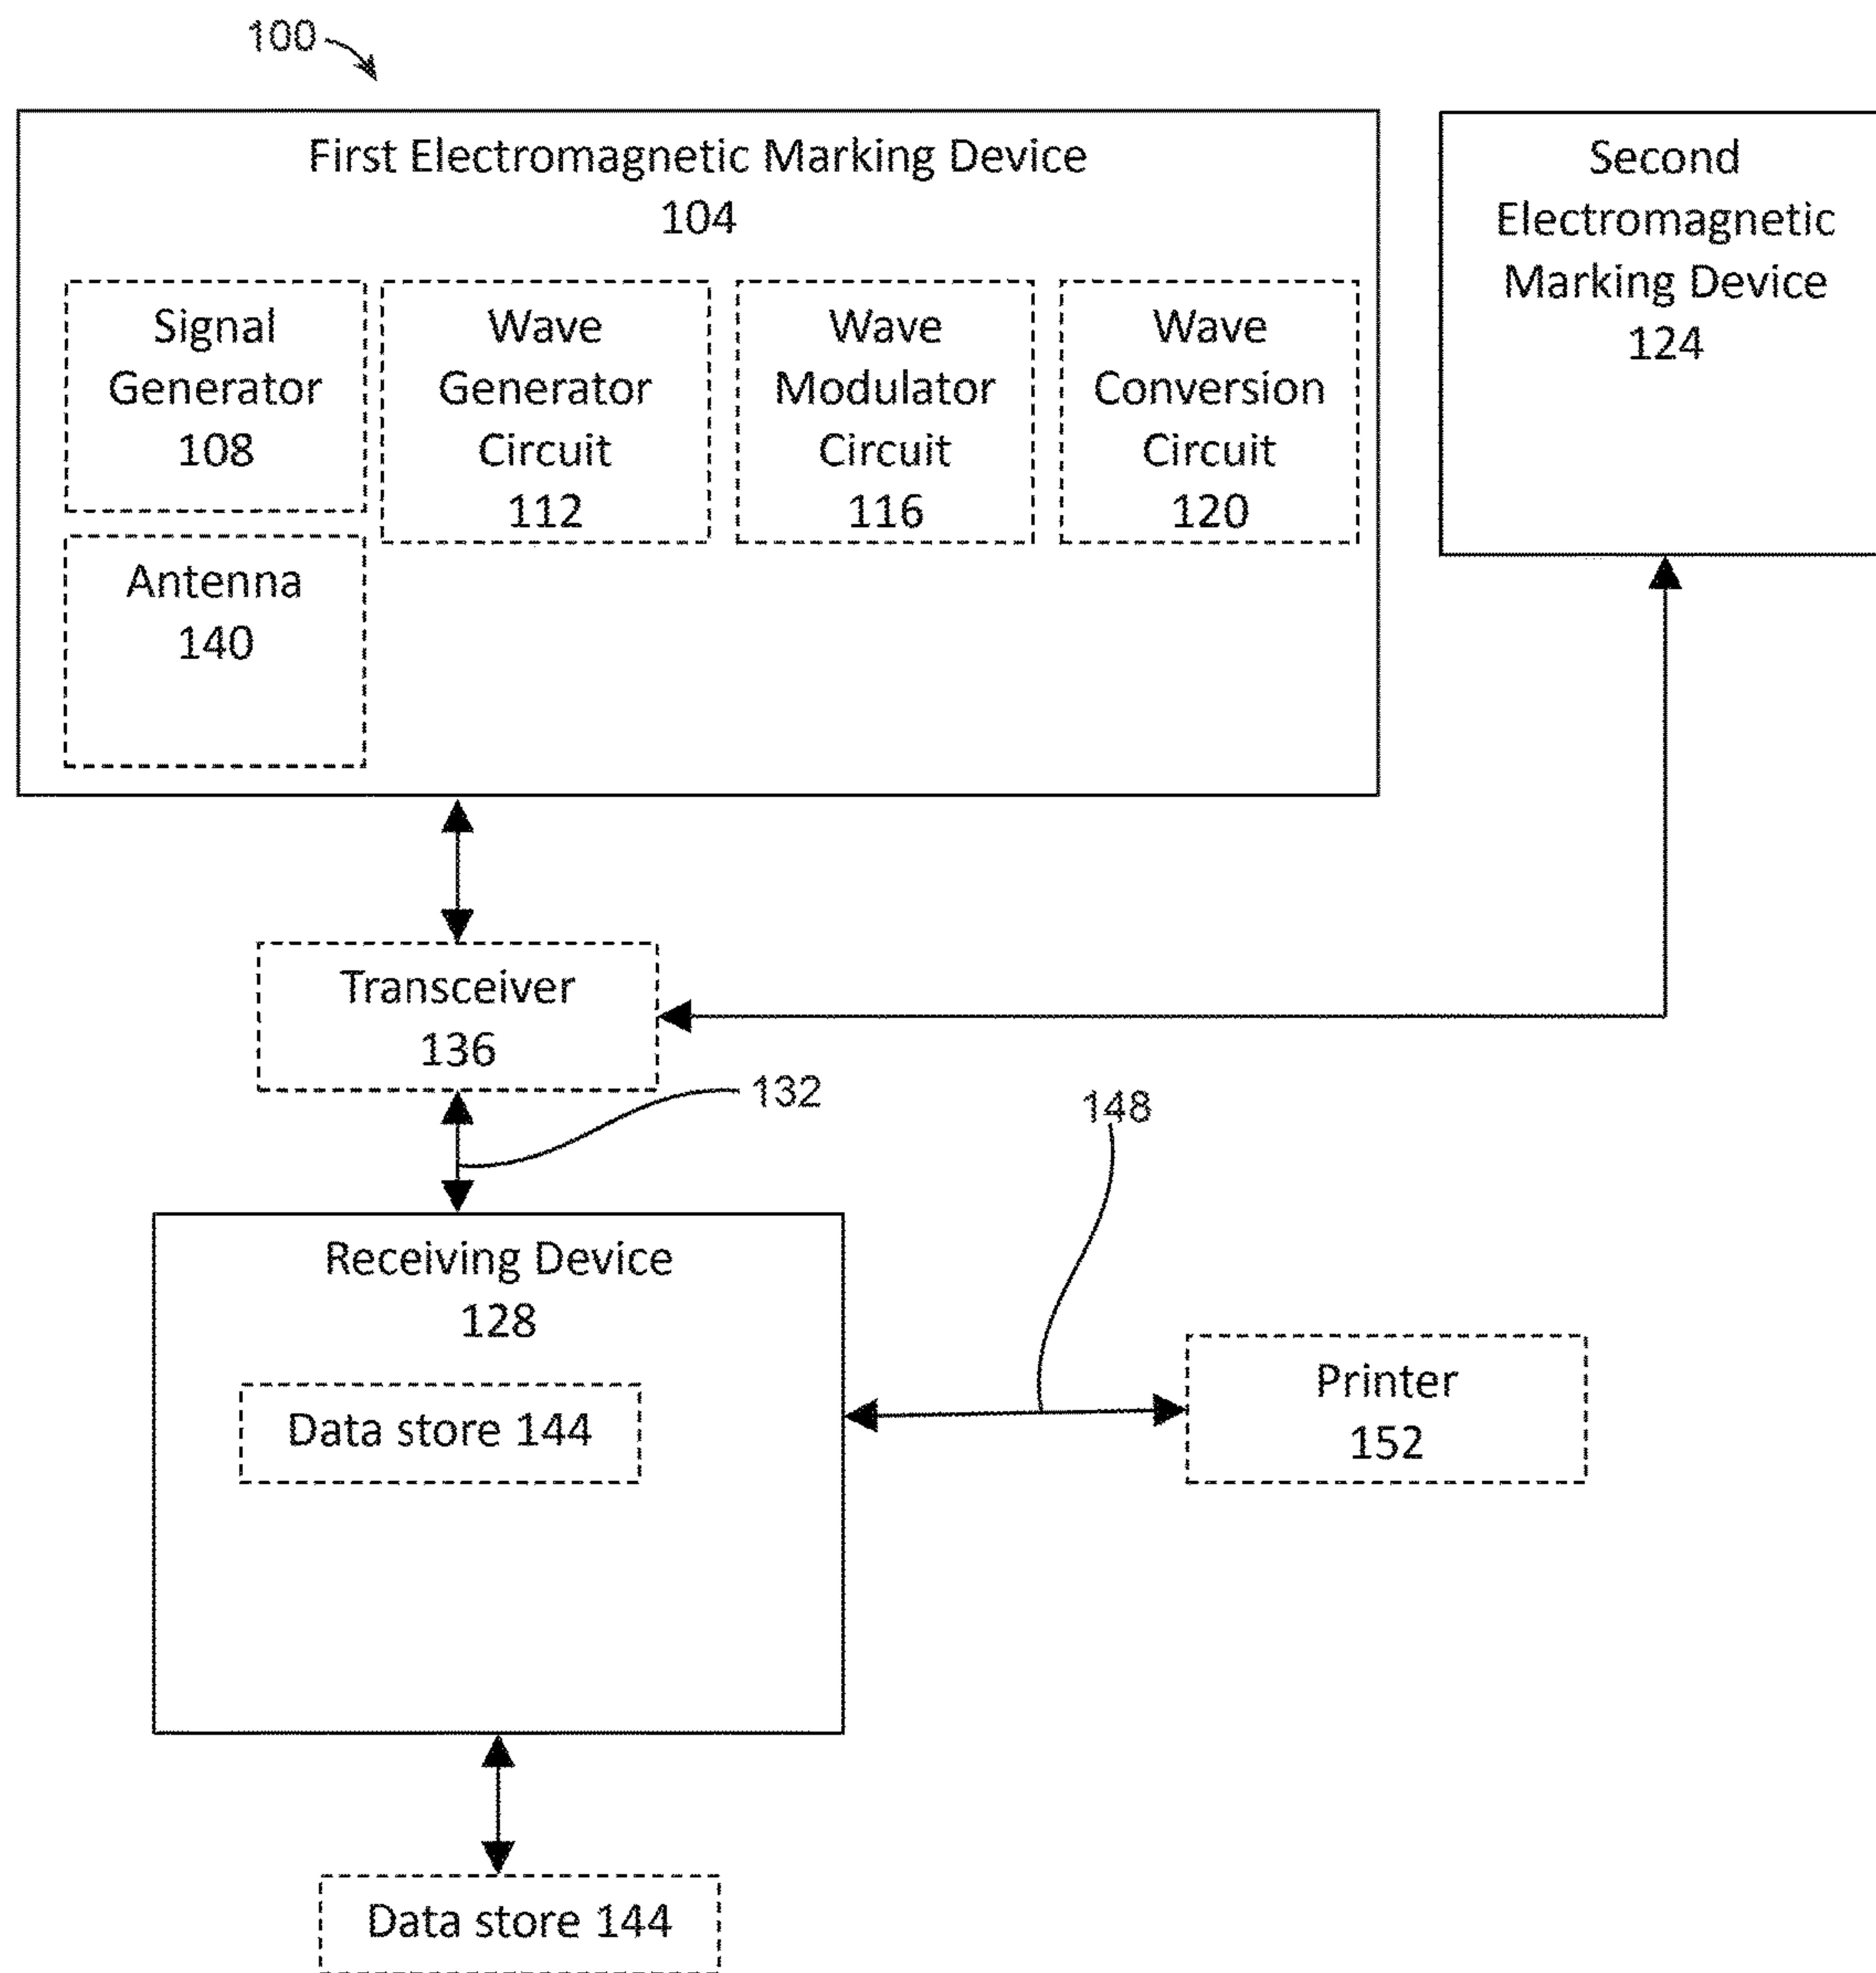 100
First Electromagnetic Marking Device
104
Signal
Generator
108
Wave
Generator
Circuit
112
Wave
Modulator
Circuit
116
Wave
Conversion
Circuit
120
Antenna
140
Second
Electromagnetic
Marking Device
124
Transceiver
136
132
148
Receiving Device
128
Data store 144
Printer
152
Data store 144